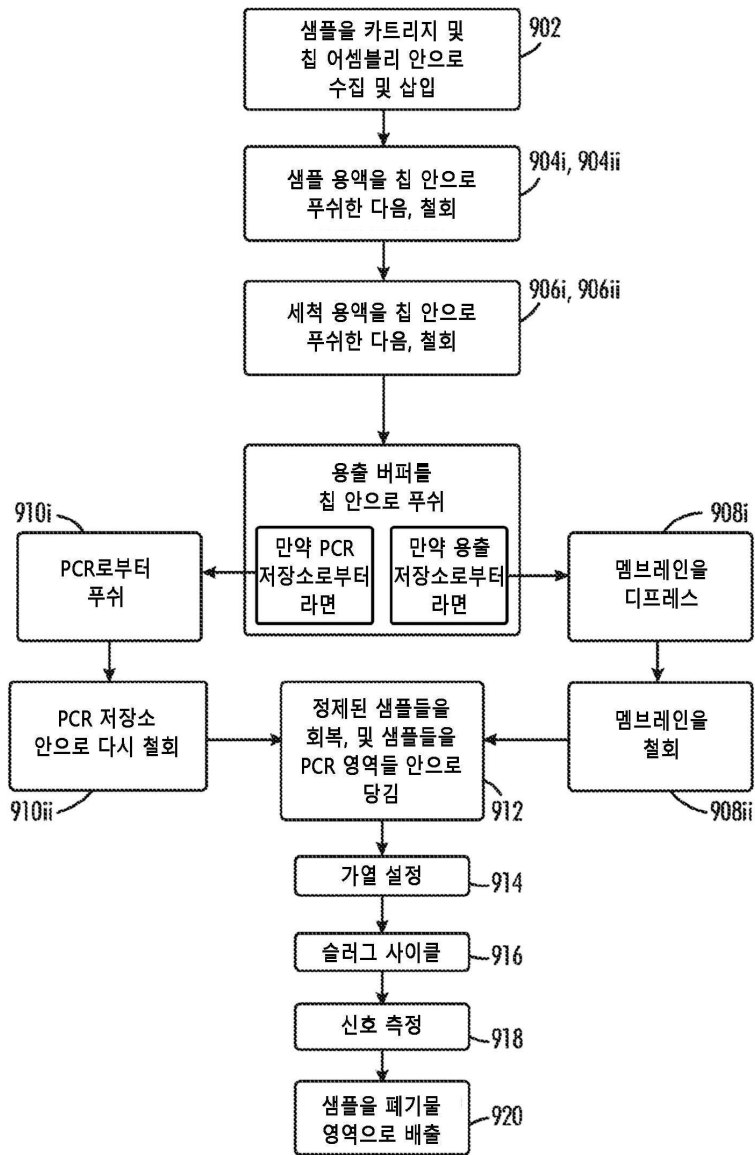 샘플을 카트리지 및
칩 어셈블리 안으로
수집 및 삽입
902
샘플 용액을 칩 안으로
푸쉬한 다음, 철회
904i, 904ii
세척 용액을 칩 안으로
푸쉬한 다음, 철회
906i, 906ii
용출 버퍼를
칩 안으로 푸쉬
만약 PCR
저장소로부터
라면
만약 용출
저장소로부터
라면
910i
PCR로부터
푸쉬
908i
멤브레인을
디프레스
PCR 저장소
안으로 다시 철회
910ii
정제된 샘플들을
회복, 및 샘플들을
PCR 영역들 안으로
당김
912
멤브레인을
철회
908ii
가열 설정
914
슬러그 사이클
916
신호 측정
918
샘플을 폐기물
영역으로 배출
920